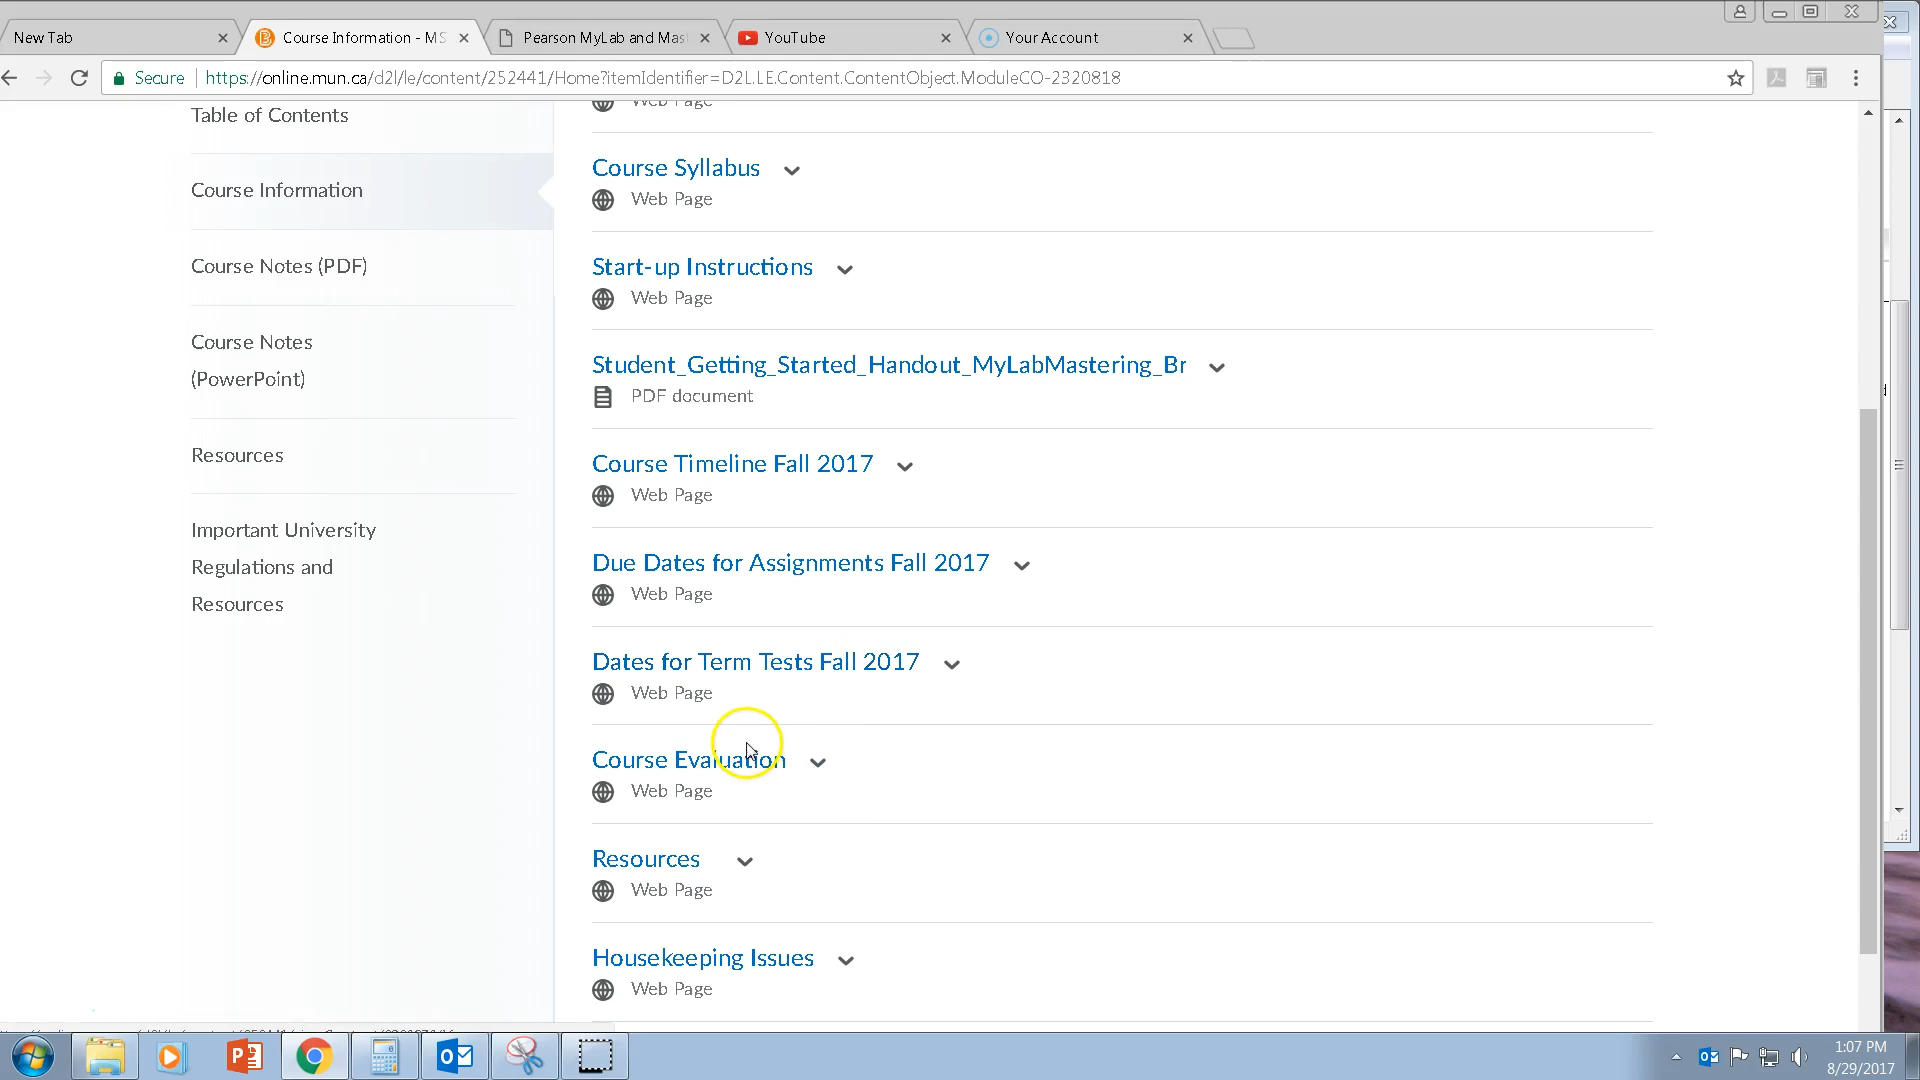 New Tab
Course Information - MS
Pearson MyLab and Mas
YouTube
Your Account
Secure
https://online.mun.ca/d2l/le/content/252441/Home?itemIdentifier=D2L.LE.Content.ContentObject.ModuleCO-2320818
Table of Contents
Course Information
Course Notes (PDF)
Course Notes
(PowerPoint)
Resources
Important University
Regulations and
Resources
Web Page
Course Syllabus
Web Page
Start-up Instructions
Web Page
Student_Getting_Started_Handout_MyLabMastering_Br
PDF document
Course Timeline Fall 2017
Web Page
Due Dates for Assignments Fall 2017
Web Page
Dates for Term Tests Fall 2017
Web Page
Course Evaluation
Web Page
Resources
Web Page
Housekeeping Issues
Web Page
1:07 PM
8/29/2017